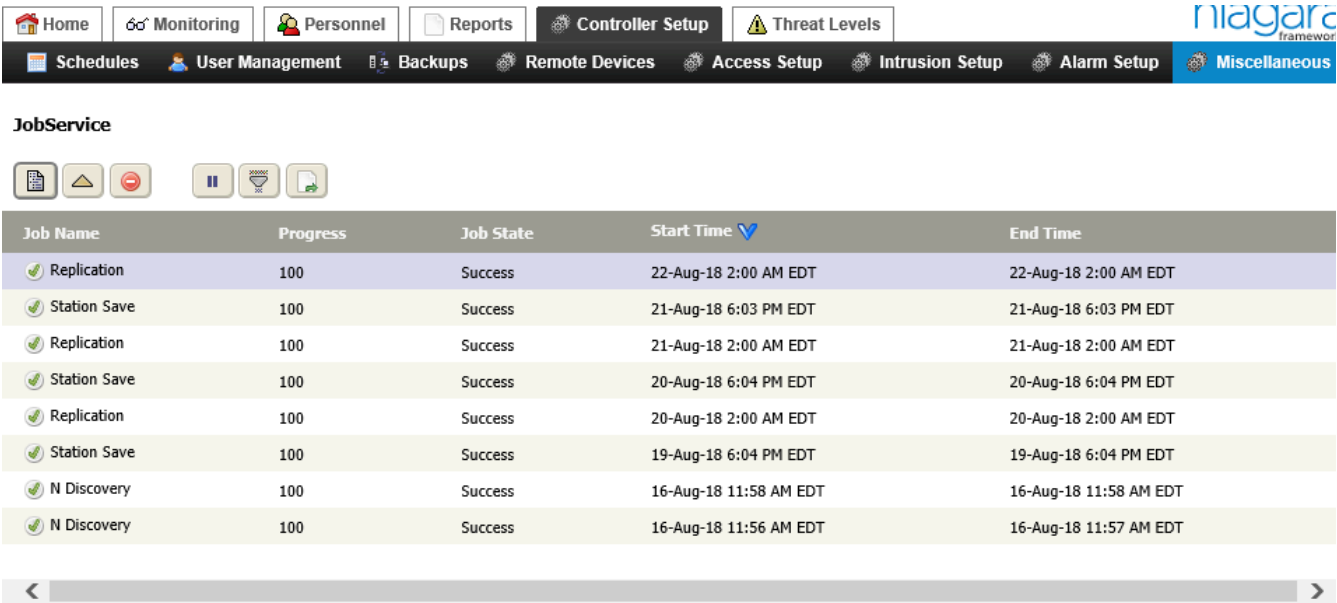 Home Monitoring Personnel Reports Controller Setup Threat Levels niagara
framework
Schedules User Management Backups Remote Devices Access Setup Intrusion Setup Alarm Setup Miscellaneous
JobService
Job Name Progress Job State Start Time End Time
Replication 100 Success 22-Aug-18 2:00 AM EDT 22-Aug-18 2:00 AM EDT
Station Save 100 Success 21-Aug-18 6:03 PM EDT 21-Aug-18 6:03 PM EDT
Replication 100 Success 21-Aug-18 2:00 AM EDT 21-Aug-18 2:00 AM EDT
Station Save 100 Success 20-Aug-18 6:04 PM EDT 20-Aug-18 6:04 PM EDT
Replication 100 Success 20-Aug-18 2:00 AM EDT 20-Aug-18 2:00 AM EDT
Station Save 100 Success 19-Aug-18 6:04 PM EDT 19-Aug-18 6:04 PM EDT
N Discovery 100 Success 16-Aug-18 11:58 AM EDT 16-Aug-18 11:58 AM EDT
N Discovery 100 Success 16-Aug-18 11:56 AM EDT 16-Aug-18 11:57 AM EDT